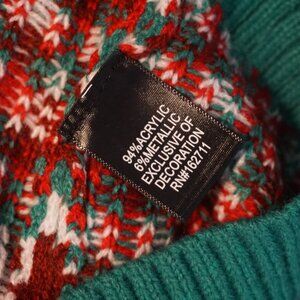 94%ACRYLIC
6%METALLIC
EXCLUSIVE OF
DECORATION
RN#162711